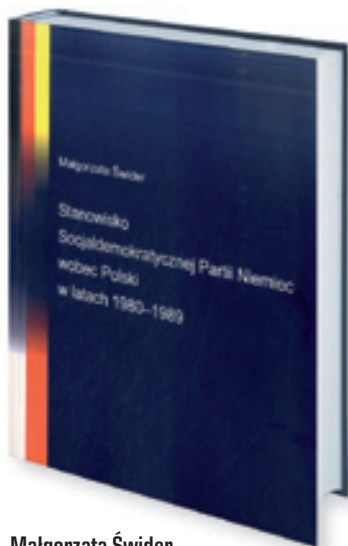 Małgorzata Świder
Stanowisko
Socjaldemokratycznej Partii Niemiec
wobec Polski
w latach 1980–1989
Małgorzata Świder